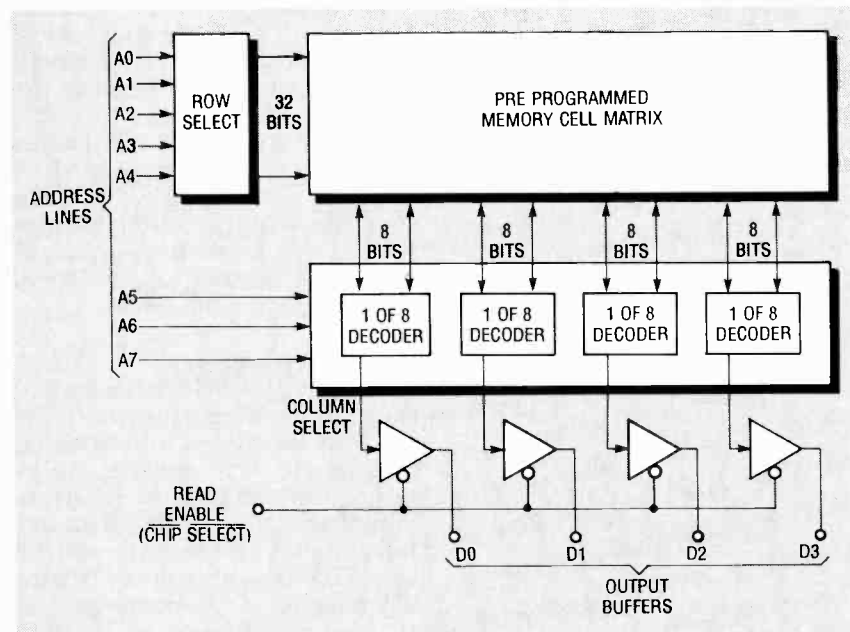 A0
A1
A2
A3
A4
ADDRESS
LINES
ROW
SELECT
32
BITS
PRE PROGRAMMED
MEMORY CELL MATRIX
8
BITS
8
BITS
8
BITS
8
BITS
A5
A6
A7
1 OF 8
DECODER
1 OF 8
DECODER
1 OF 8
DECODER
1 OF 8
DECODER
COLUMN
SELECT
READ
ENABLE
(CHIP SELECT)
D0
D1
D2
D3
OUTPUT
BUFFERS